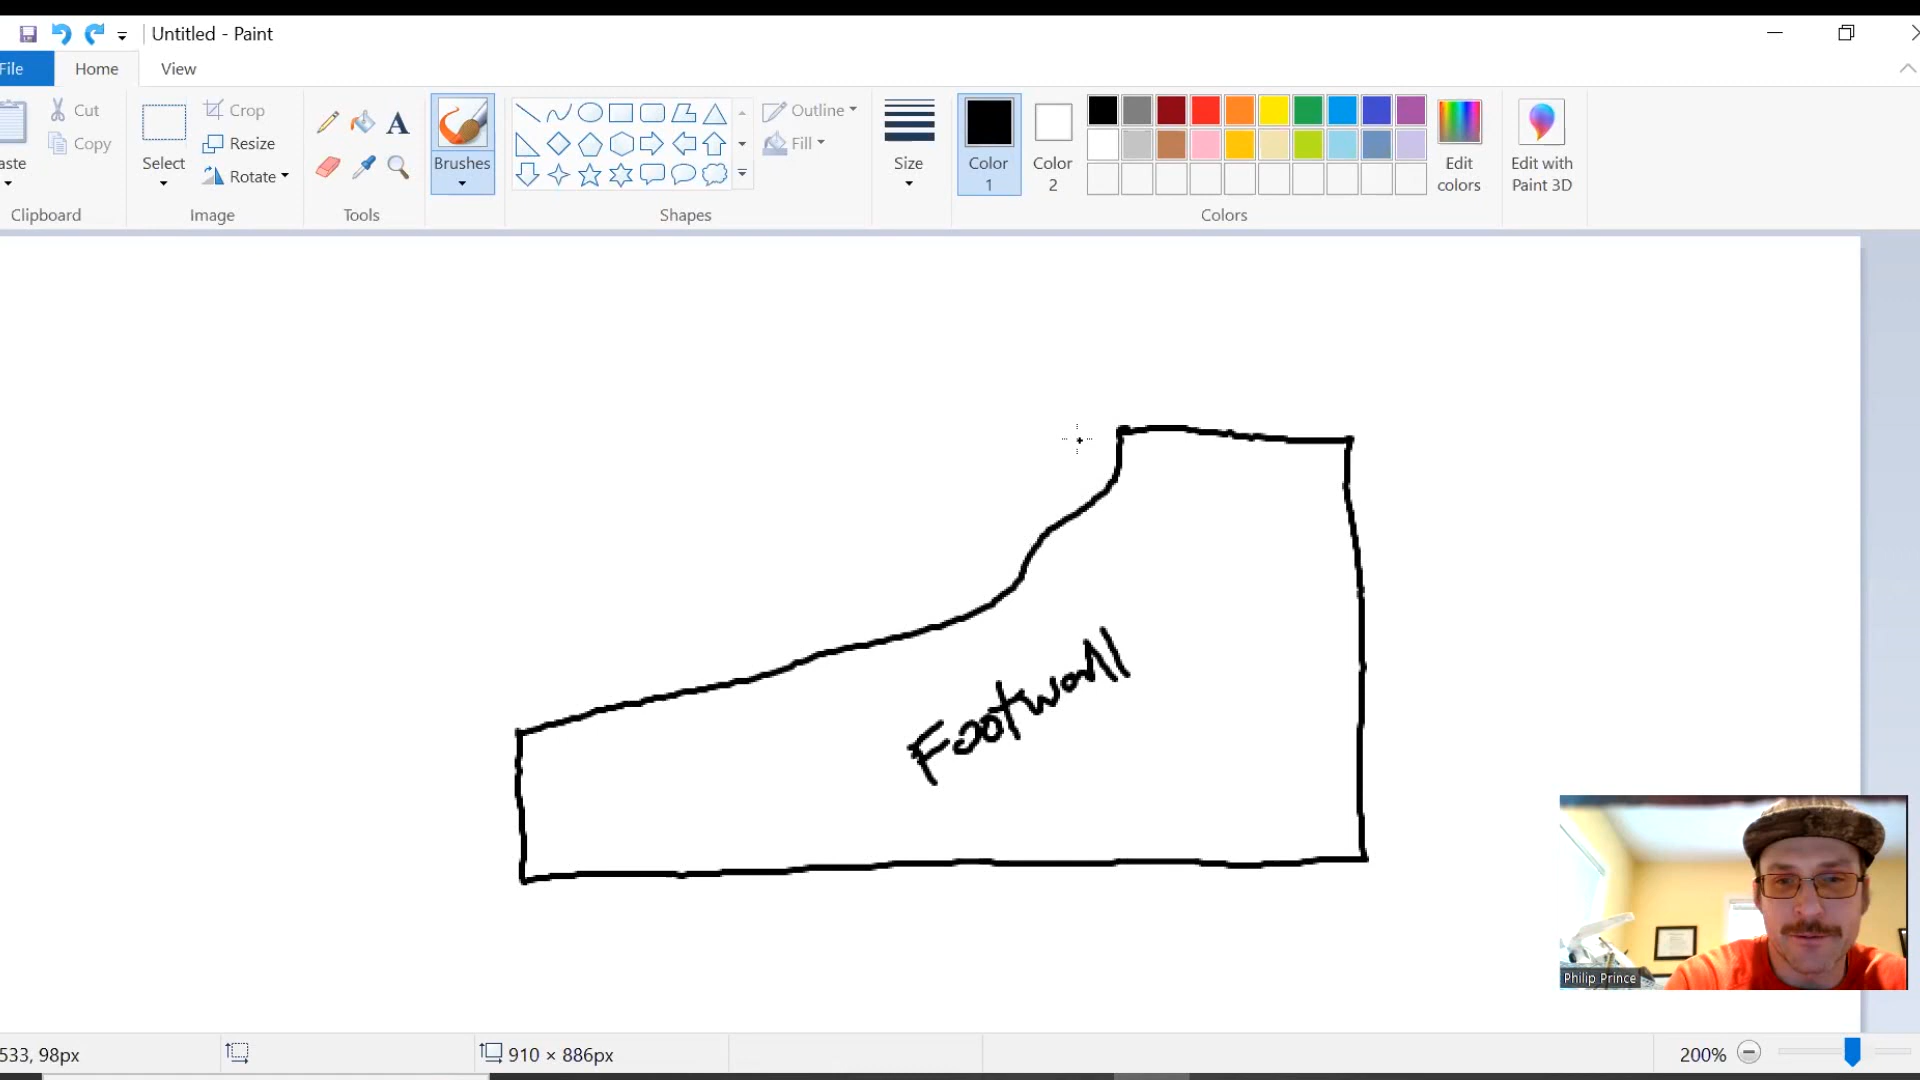 Untitled - Paint
File
Home
View
aste
Cut
Copy
Clipboard
Select
Crop
Resize
Rotate
Image
Tools
Brushes
Outline
Fill
Shapes
Size
Color
1
Color
2
Colors
Edit
colors
Edit with
Paint 3D
Footwall
Philip Prince
533, 98px
910 × 886px
200%